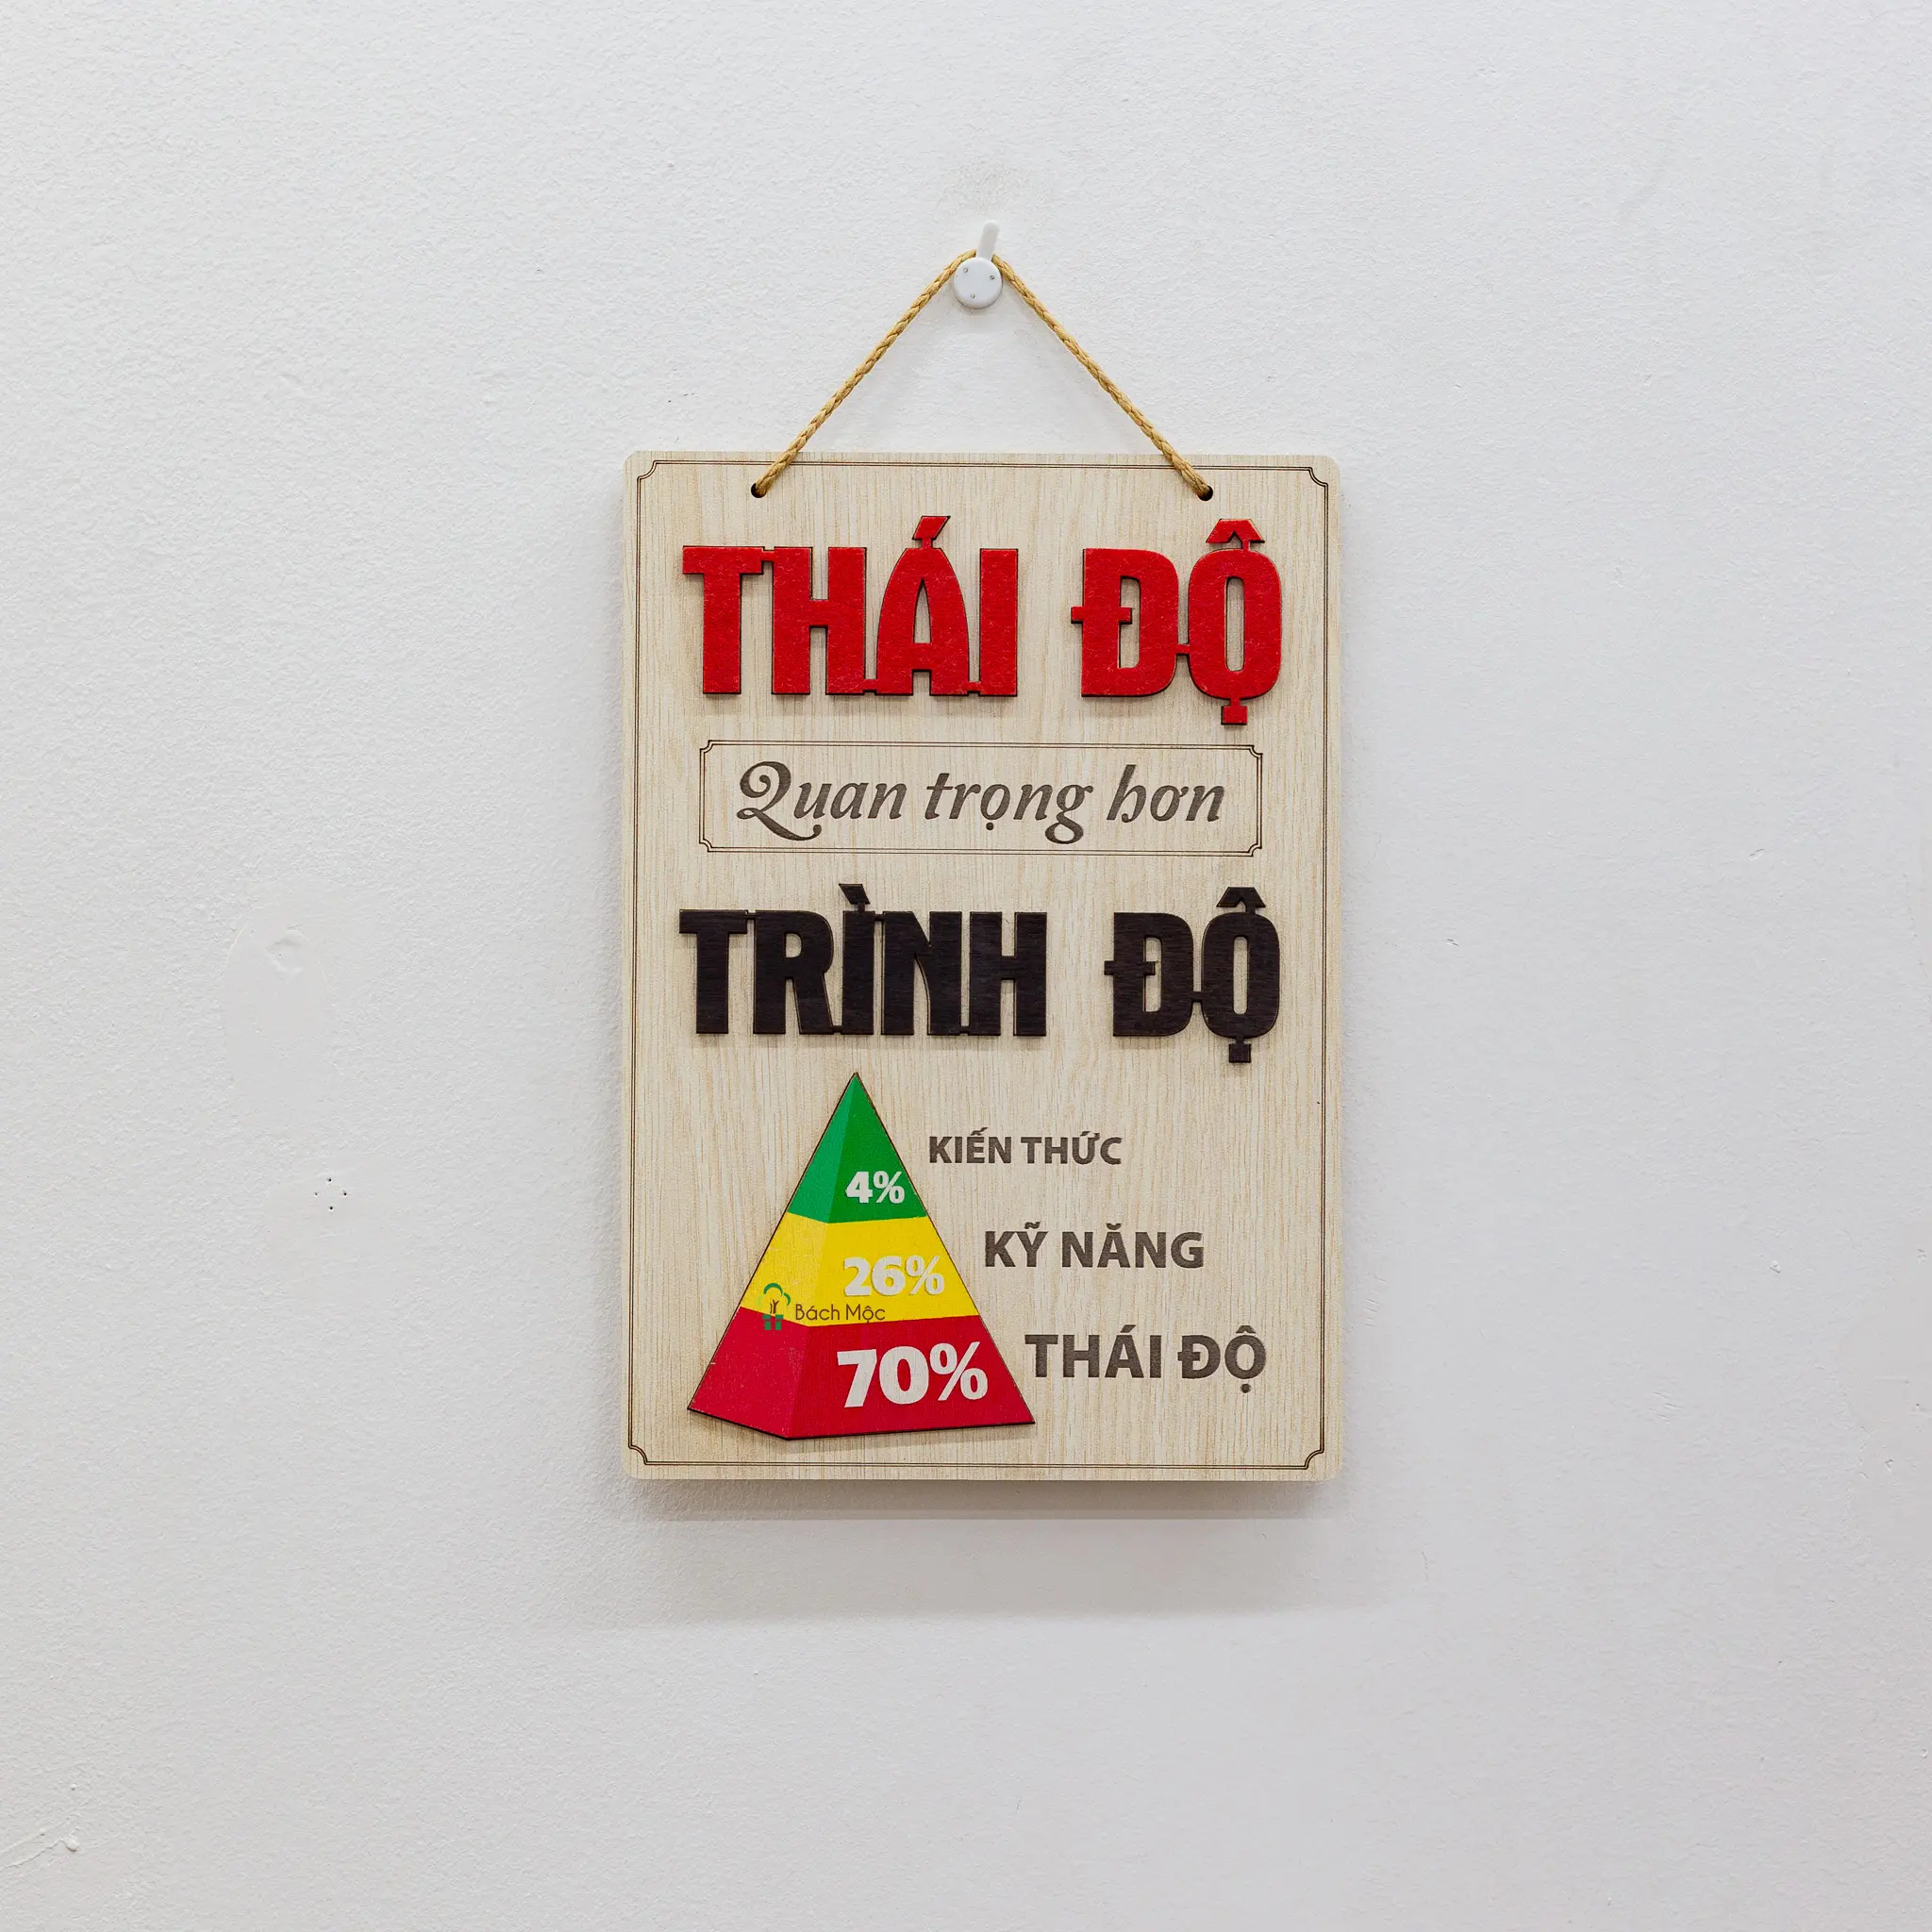 THÁI ĐỘ
Quan trọng hơn
TRÌNH ĐỘ
KIẾN THỨC
4%
KỸ NĂNG
26%
Bách Mộc
THÁI ĐỘ
70%